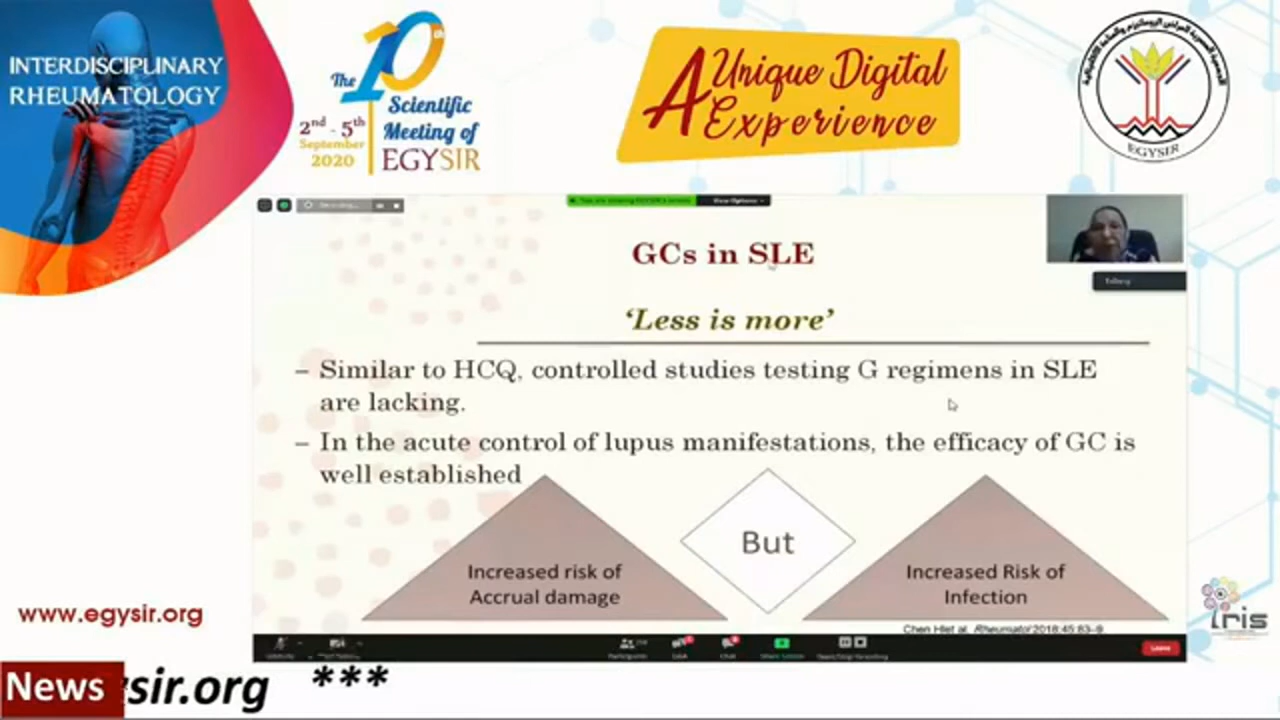 INTERDISCIPLINARY
RHEUMATOLOGY
The 10th
Scientific
Meeting of
EGYSIR
2nd - 5th
September
2020
A Unique Digital
Experience
EGYSIR
GCs in SLE
‘Less is more’
– Similar to HCQ, controlled studies testing G regimens in SLE
are lacking.
– In the acute control of lupus manifestations, the efficacy of GC is
well established
Increased risk of
Accrual damage
But
Increased Risk of
Infection
www.egysir.org
Iris
Leave
News
sir.org ***